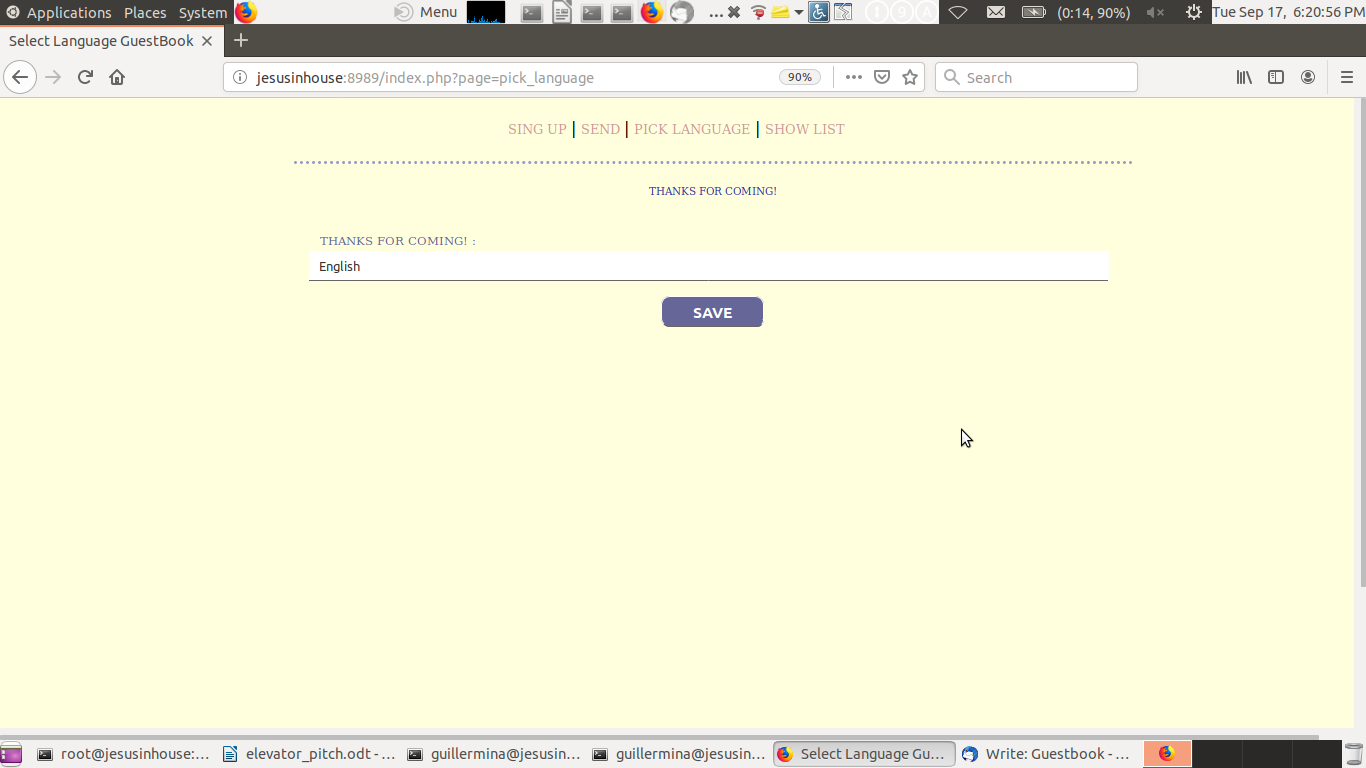 Applications Places System Menu ... (0:14, 90%) Tue Sep 17, 6:20:56 PM
Select Language GuestBook
jesusinhouse:8989/index.php?page=pick_language 90% Search
SING UP | SEND | PICK LANGUAGE | SHOW LIST
THANKS FOR COMING!
THANKS FOR COMING! :
English
SAVE
root@jesusinhouse:... elevator_pitch.odt - ... guillermina@jesusin... guillermina@jesusin... Select Language Gu... Write: Guestbook - ...